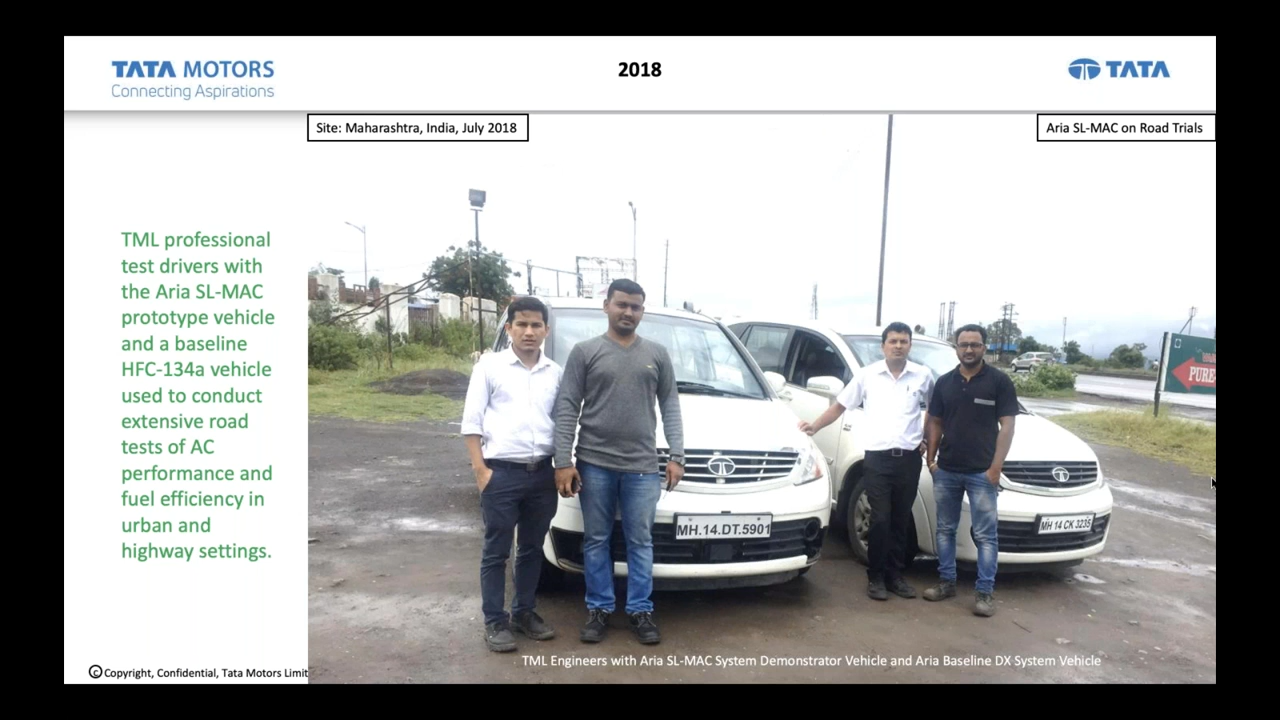 TATA MOTORS
Connecting Aspirations
2018
TATA
Site: Maharashtra, India, July 2018
Aria SL-MAC on Road Trials
TML professional
test drivers with
the Aria SL-MAC
prototype vehicle
and a baseline
HFC-134a vehicle
used to conduct
extensive road
tests of AC
performance and
fuel efficiency in
urban and
highway settings.
PURE
MH.14.DT.5901
MH 14 CK 3235
TML Engineers with Aria SL-MAC System Demonstrator Vehicle and Aria Baseline DX System Vehicle
© Copyright, Confidential, Tata Motors Limit